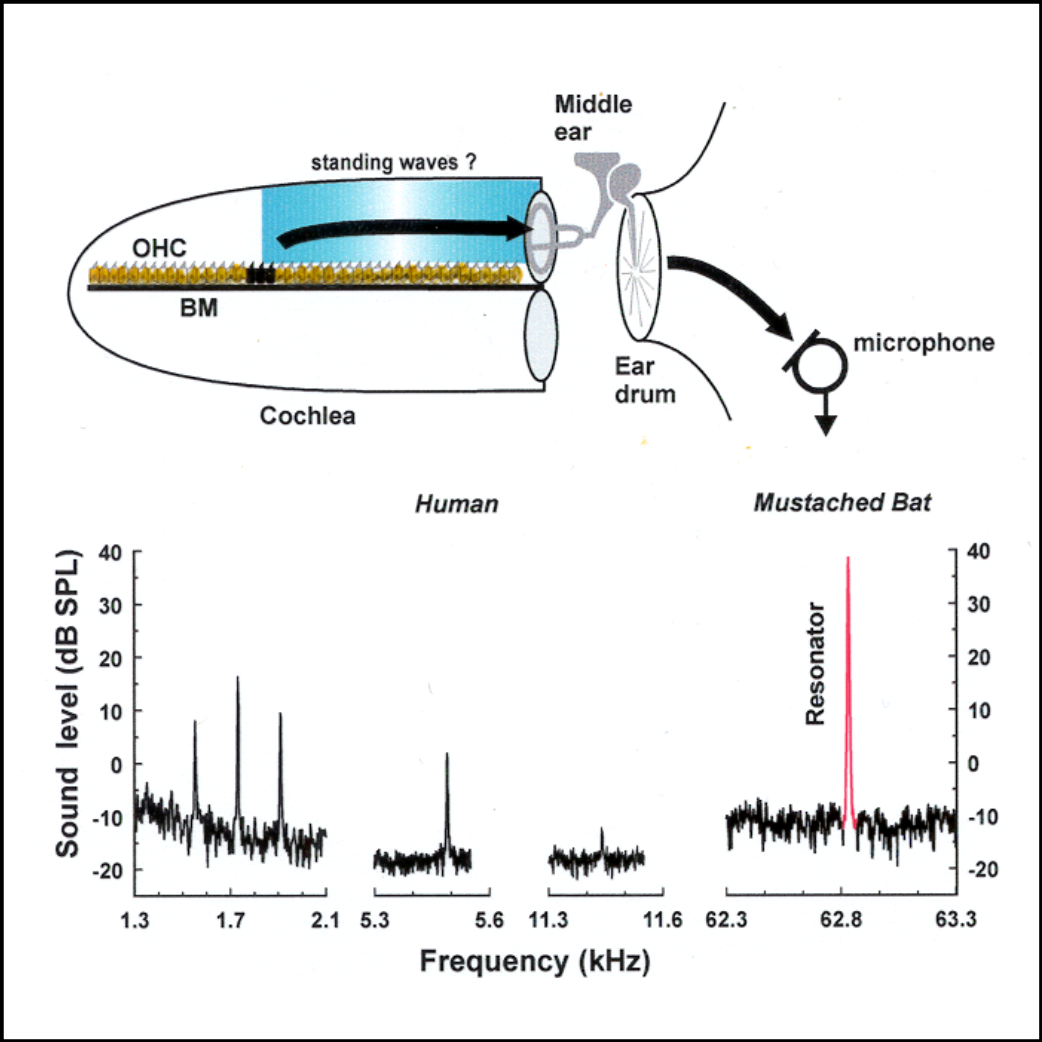 Middle
ear
standing waves ?
OHC
BM
microphone
Ear
drum
Cochlea
Human
Mustached Bat
Sound level (dB SPL)
40
30
20
10
0
-10
-20
Resonator
40
30
20
10
0
-10
-20
1.3 1.7 2.1 5.3 5.6 11.3 11.6 62.3 62.8 63.3
Frequency (kHz)